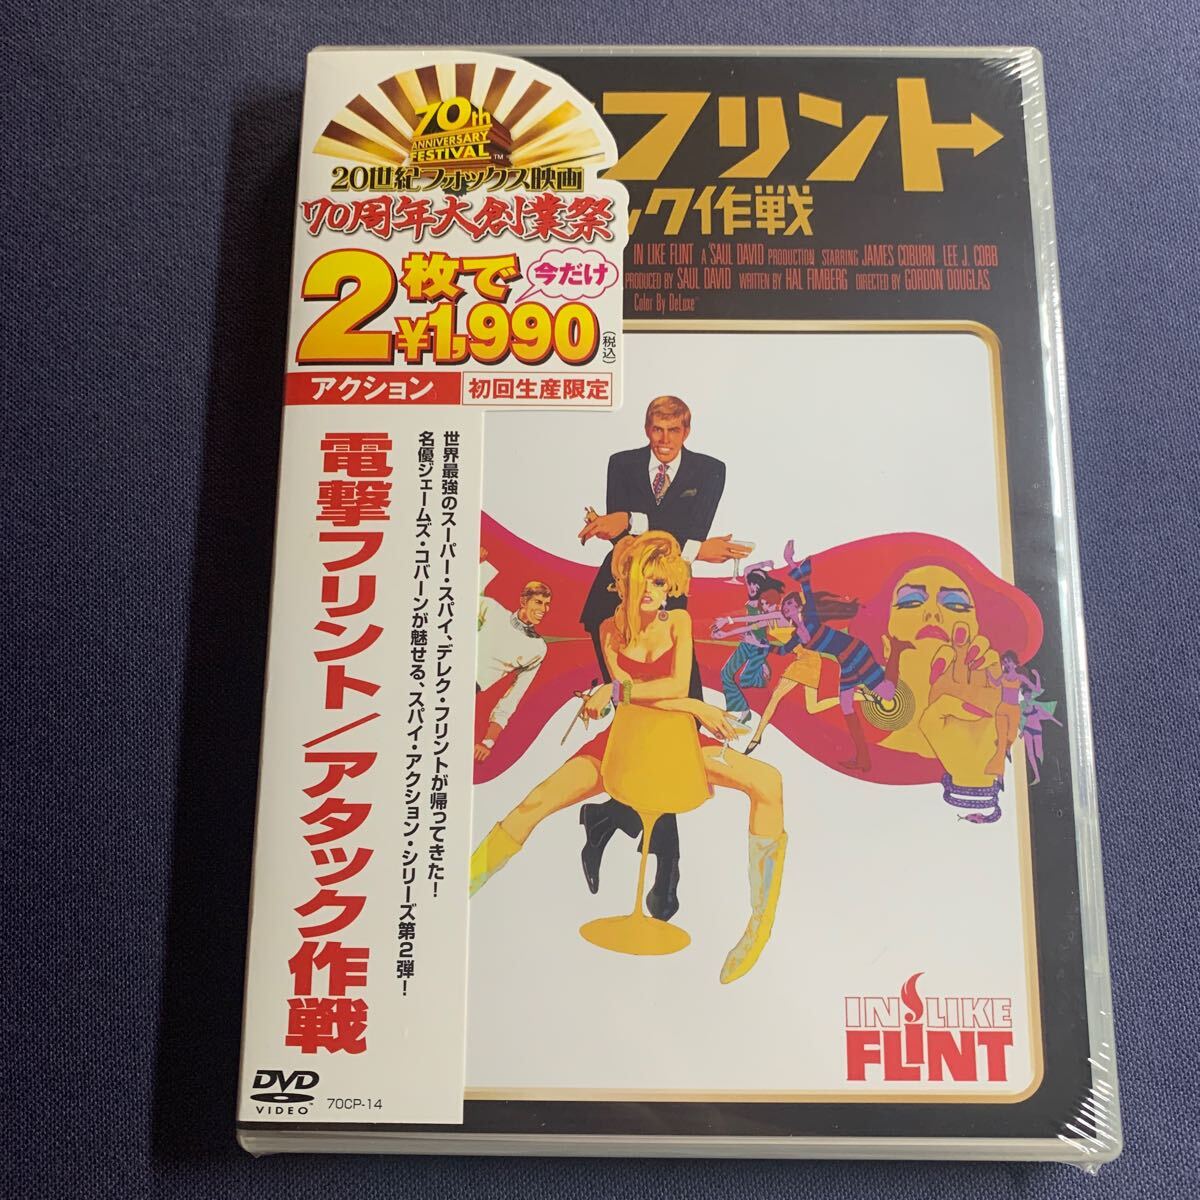 70th
ANNIVERSARY
FESTIVAL™
20世紀フォックス映画
70周年大創業祭
2枚で
今だけ
¥1,990
(税込)
アクション
初回生産限定
世界最強のスーパー・スパイ、デレク・フリントが帰ってきた!
名優ジェームズ・コバーンが魅せる、スパイ・アクション・シリーズ第2弾!
電撃フリント/アタック作戦
DVD
VIDEO™
70CP-14
フリント
ック作戦
IN LIKE FLINT A SAUL DAVID PRODUCTION STARRING JAMES COBURN LEE J. COBB
PRODUCED BY SAUL DAVID WRITTEN BY HAL FIMBERG DIRECTED BY GORDON DOUGLAS
Color By DeLuxe
IN LIKE
FLINT